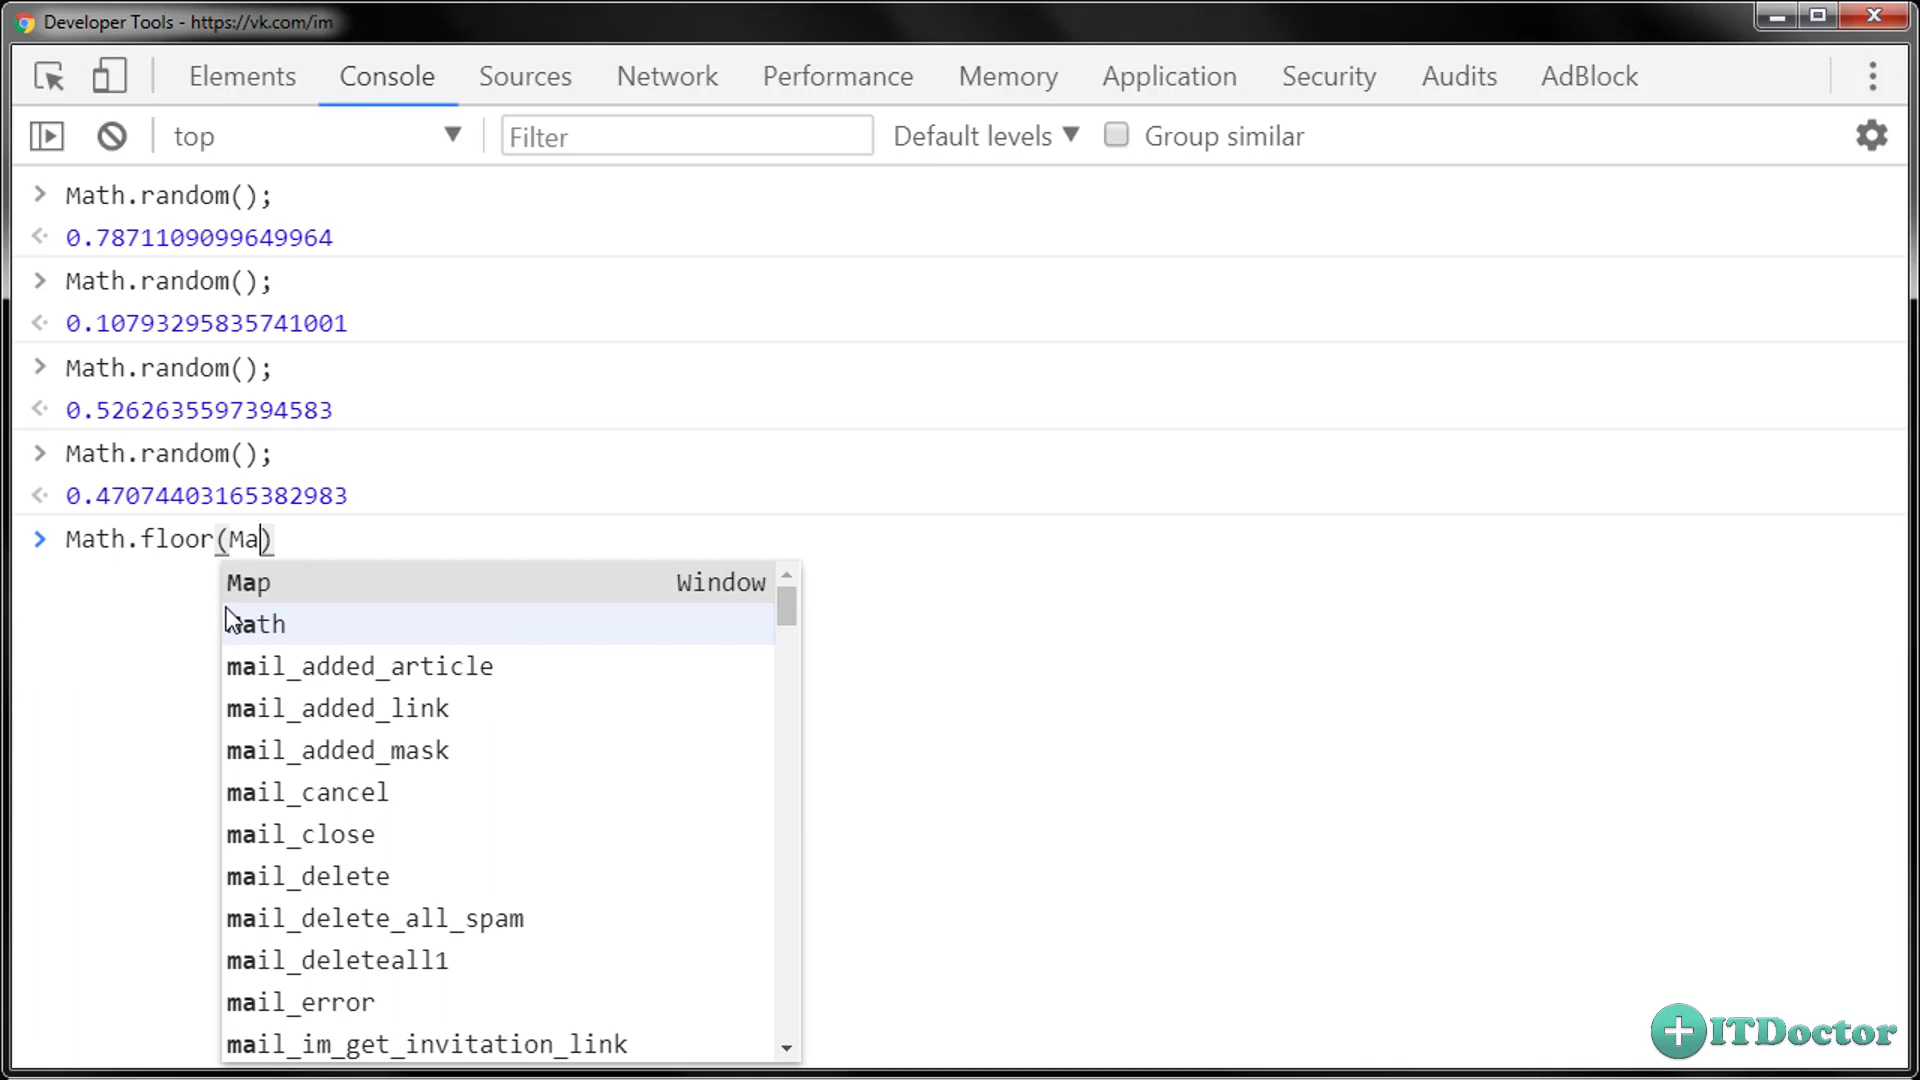 Developer Tools - https://vk.com/im
Elements Console Sources Network Performance Memory Application Security Audits AdBlock
top Filter Default levels Group similar
Math.random();
0.7871109099649964
Math.random();
0.10793295835741001
Math.random();
0.5262635597394583
Math.random();
0.47074403165382983
Math.floor(Ma)
Map Window
Math
mail_added_article
mail_added_link
mail_added_mask
mail_cancel
mail_close
mail_delete
mail_delete_all_spam
mail_deleteall1
mail_error
mail_im_get_invitation_link
ITDoctor